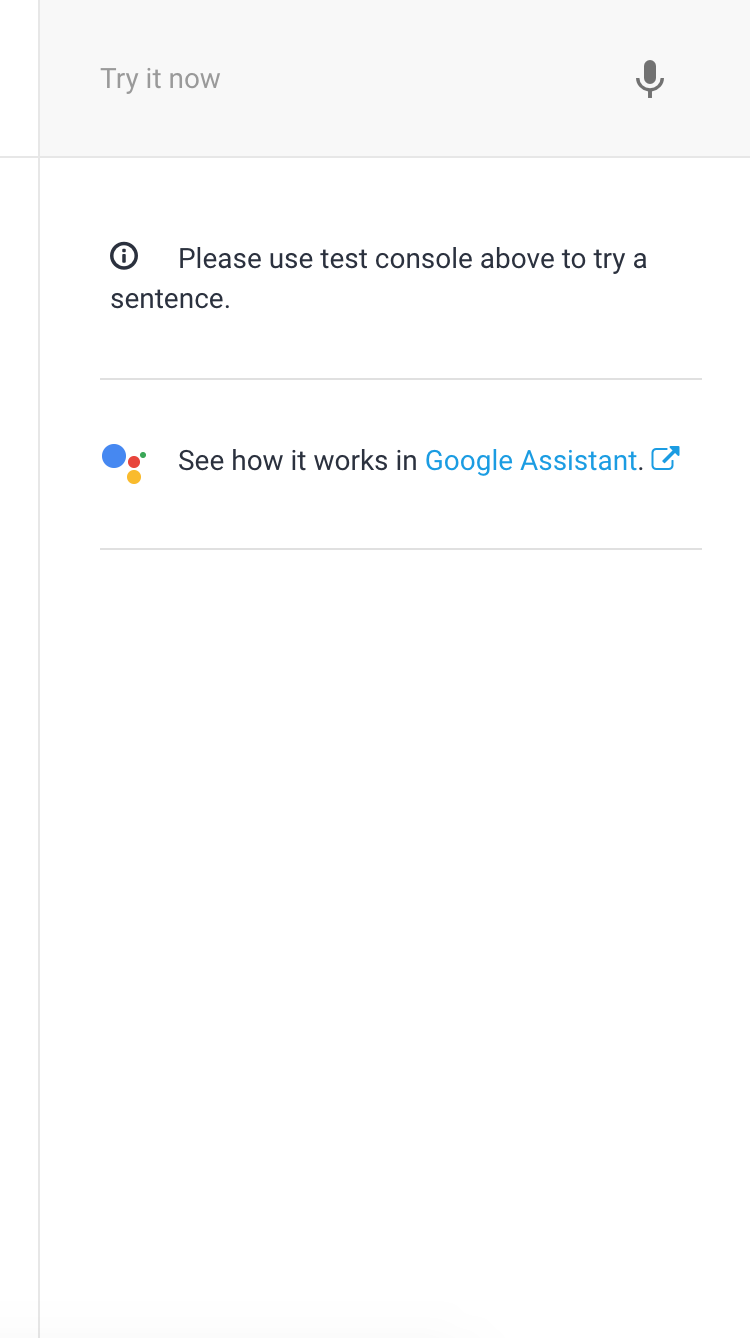 Try it now
Please use test console above to try a
sentence.
See how it works in Google Assistant.